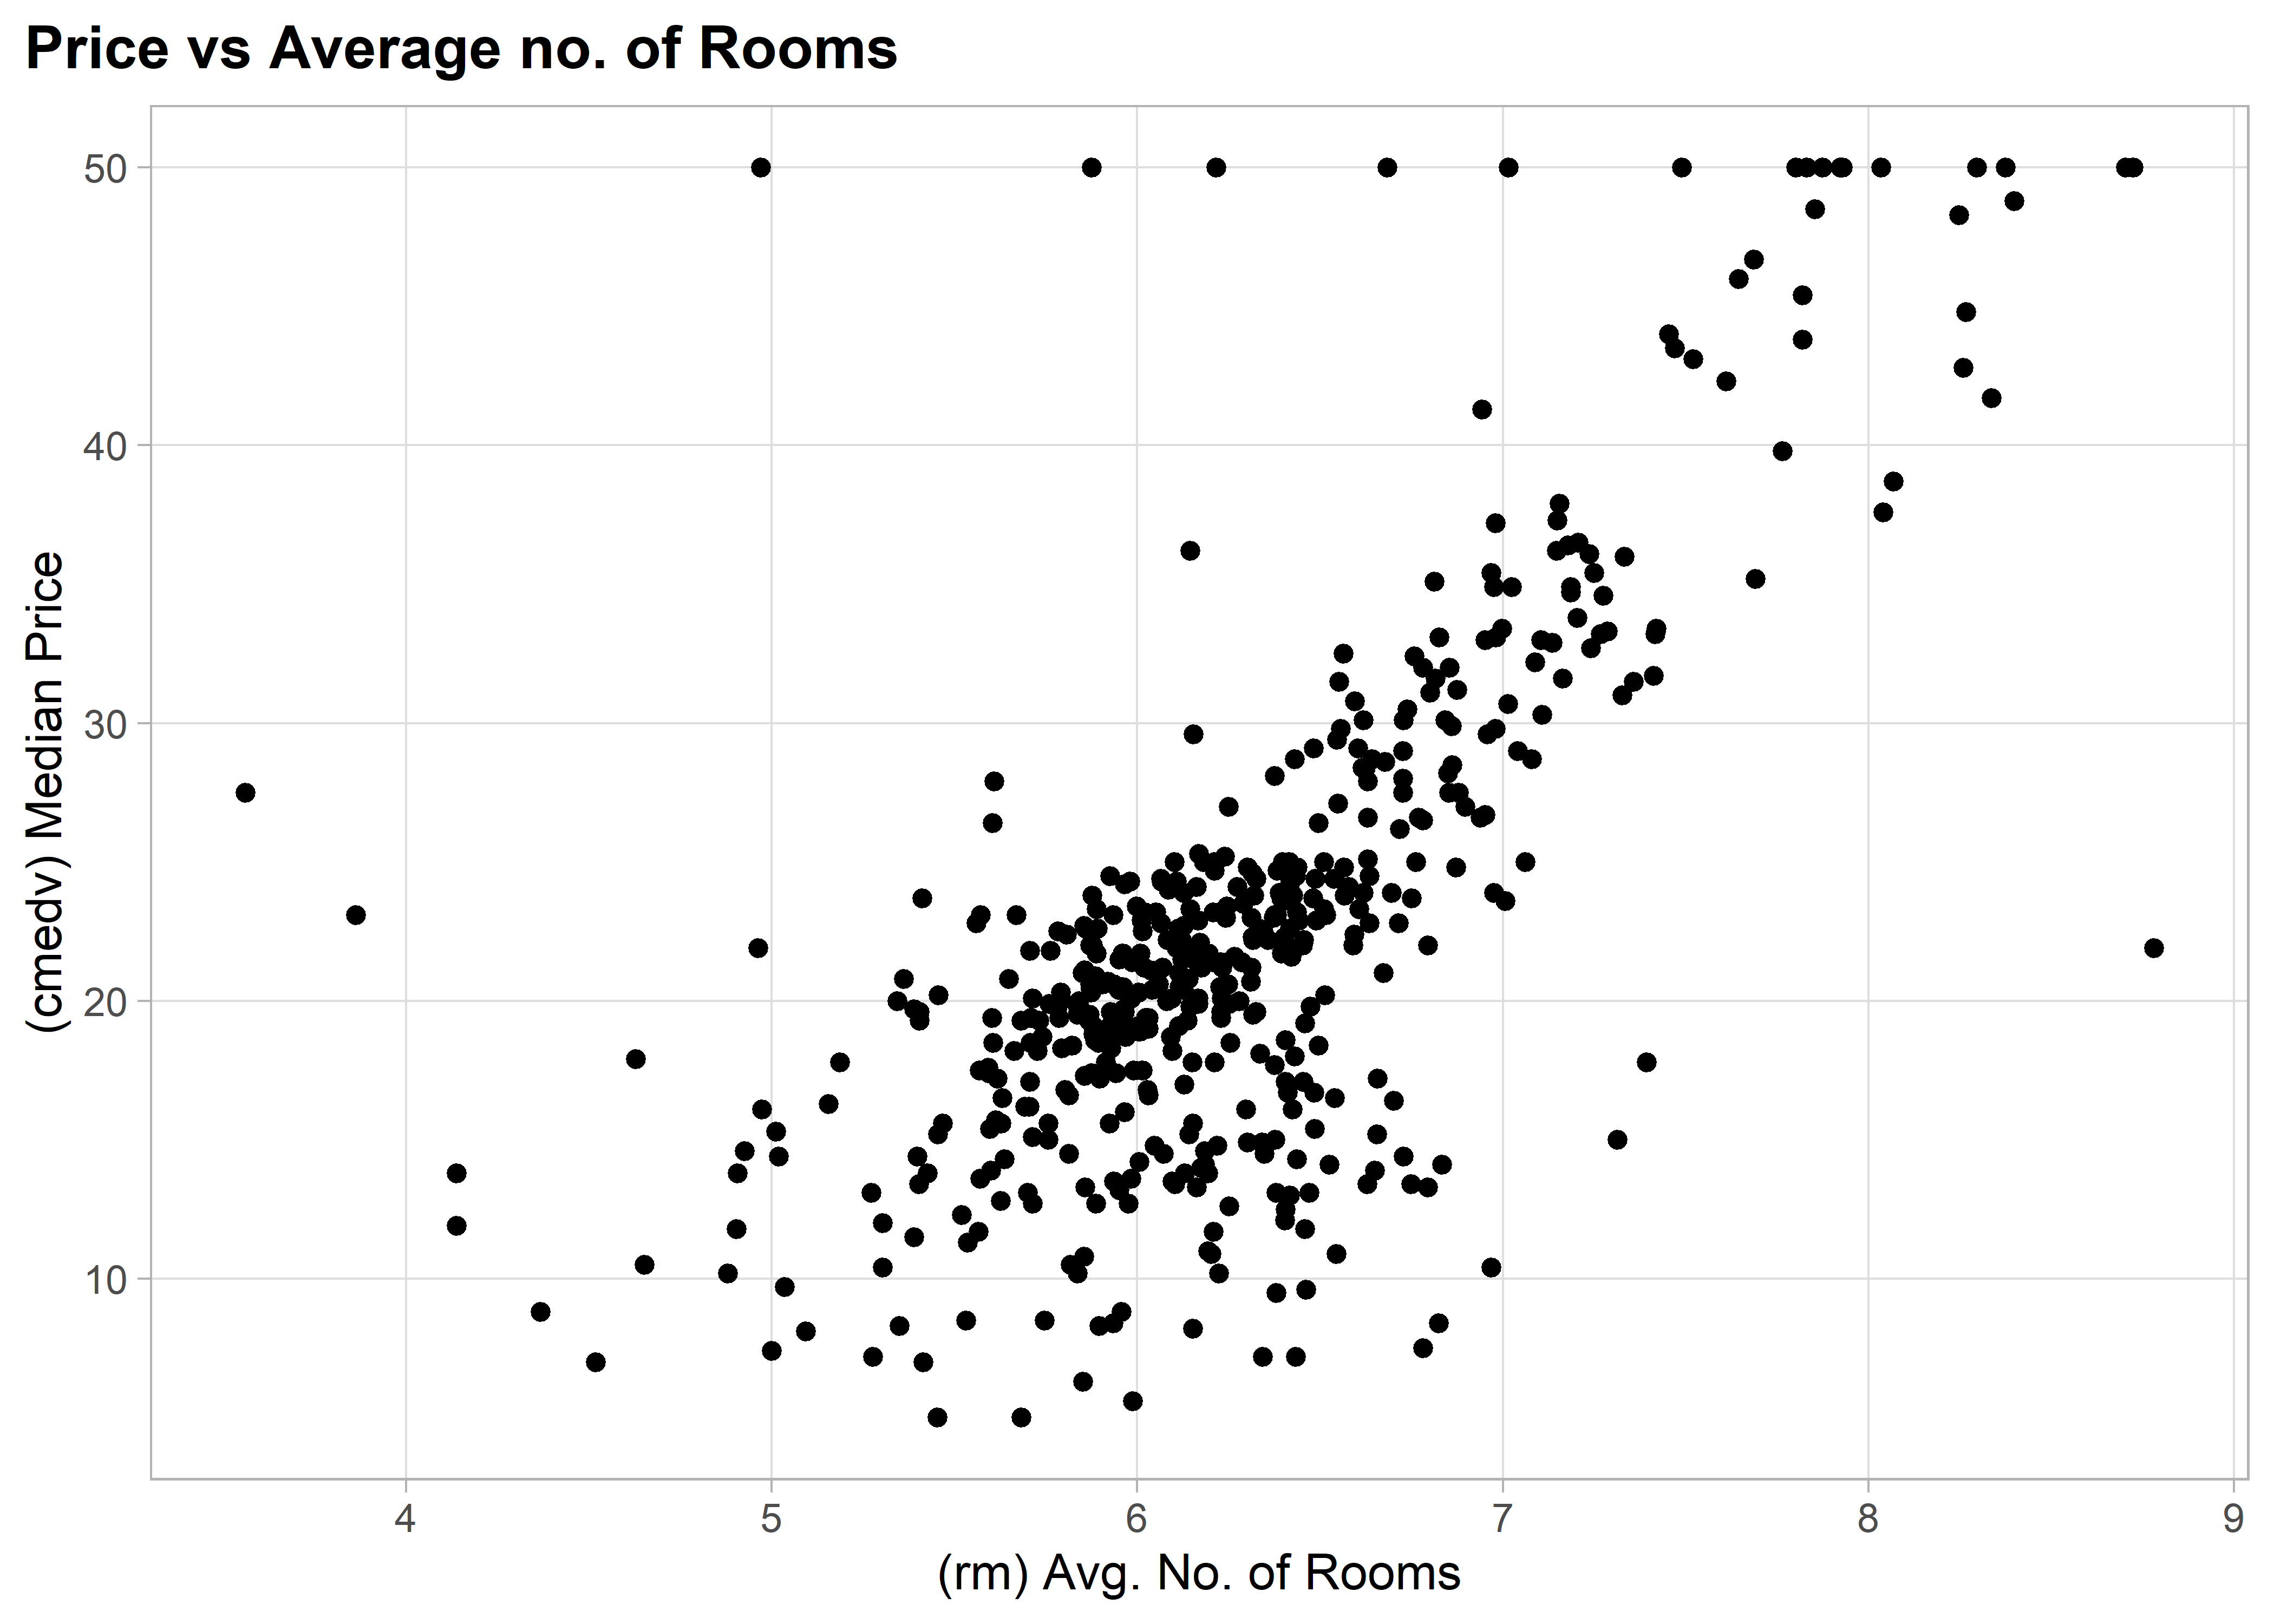 Price vs Average no. of Rooms
(cmedv) Median Price
50
40
30
20
10
4 5 6 7 8 9
(rm) Avg. No. of Rooms